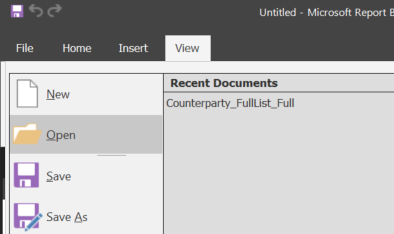 Untitled - Microsoft Report B
File Home Insert View
Recent Documents
New
Counterparty_FullList_Full
Open
Save
Save As